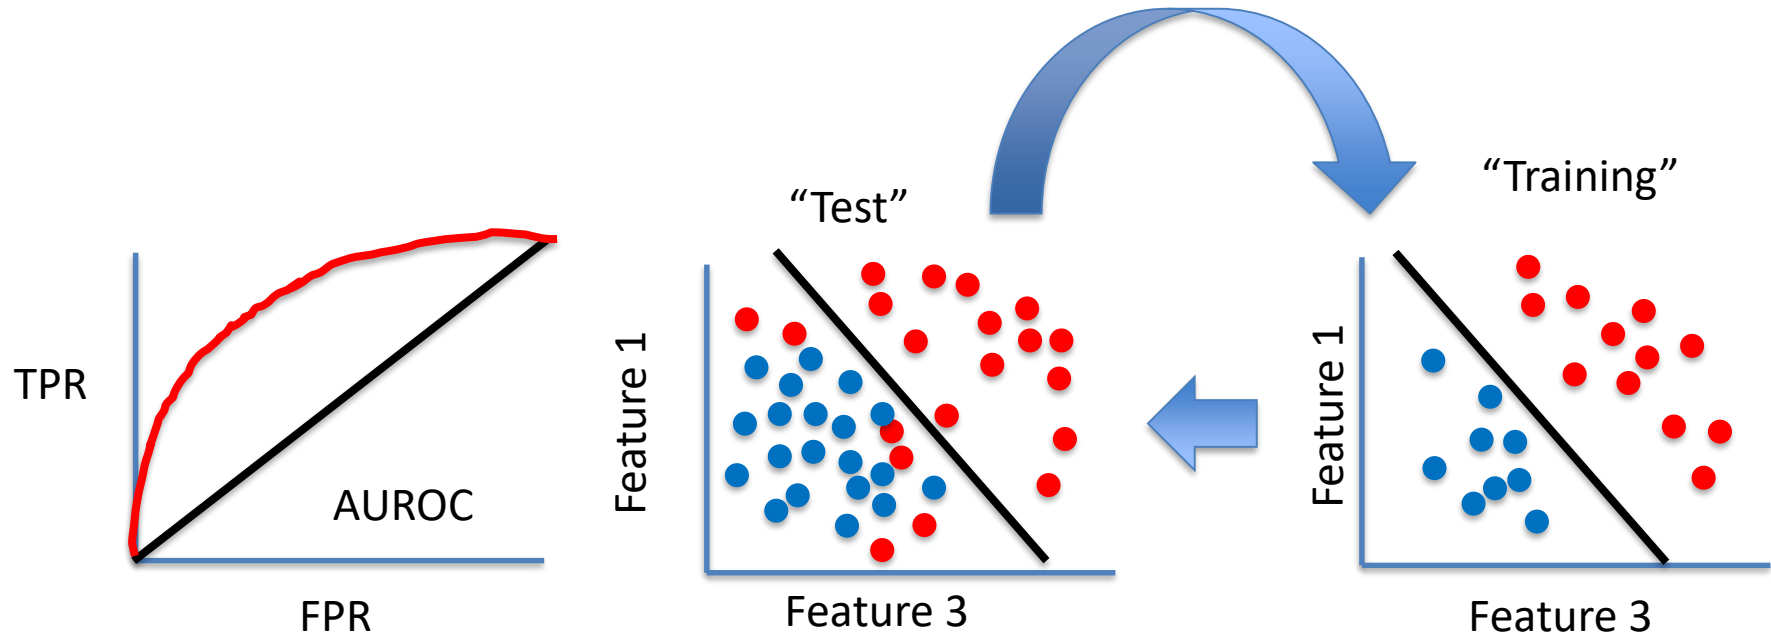 TPR
AUROC
FPR
“Test”
Feature 1
Feature 3
“Training”
Feature 1
Feature 3